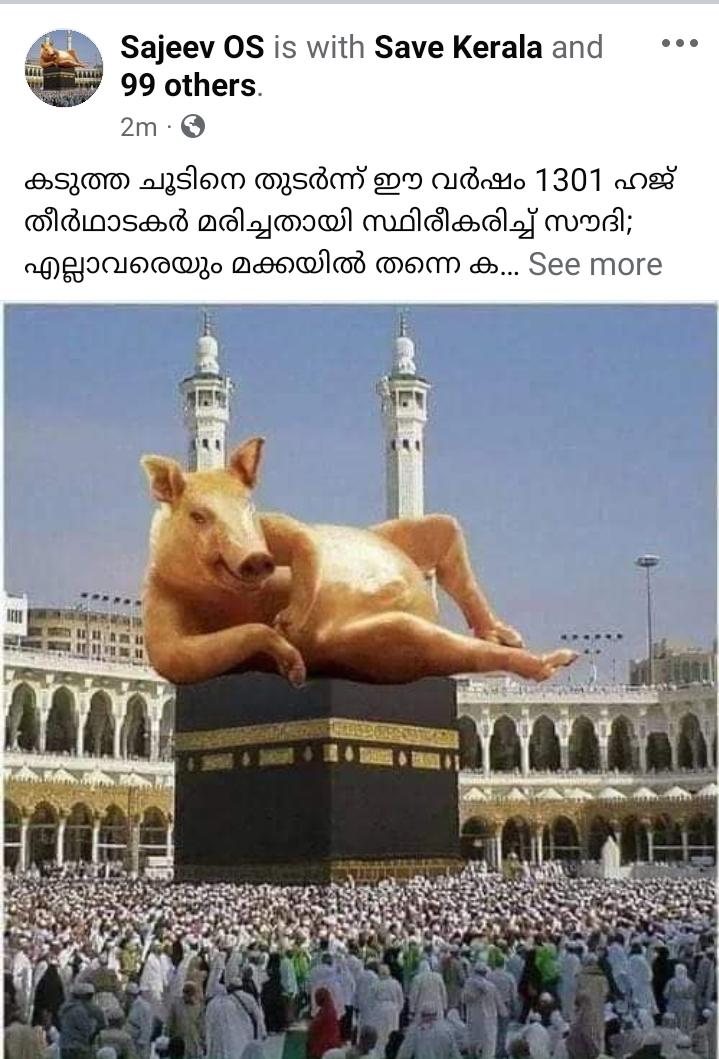 Sajeev OS is with Save Kerala and
99 others.
2m ·
കടുത്ത ചൂടിനെ തുടർന്ന് ഈ വർഷം 1301 ഹജ്
തീർഥാടകർ മരിച്ചതായി സ്ഥിരീകരിച്ച് സൗദി;
എല്ലാവരെയും മക്കയിൽ തന്നെ ക... See more